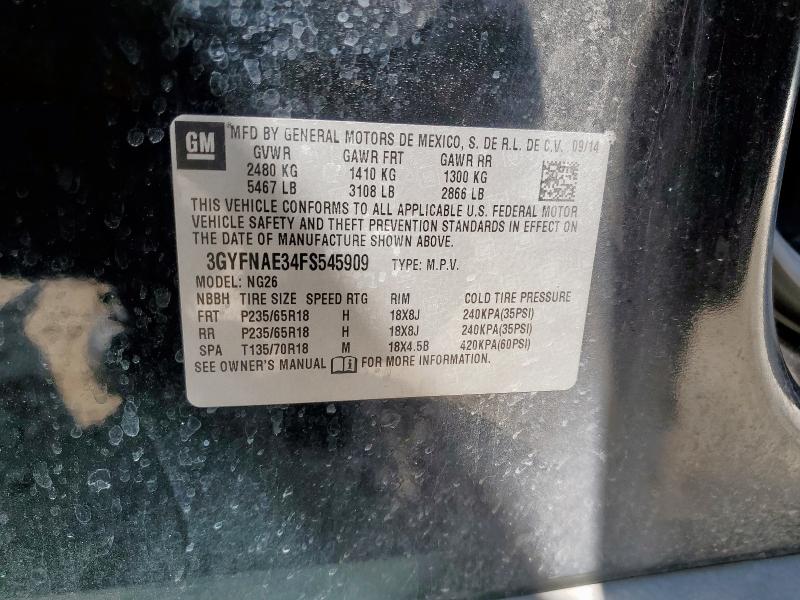 GM MFD BY GENERAL MOTORS DE MEXICO, S. DE R.L. DE C.V. 09/14
GVWR GAWR FRT GAWR RR
2480 KG 1410 KG 1300 KG
5467 LB 3108 LB 2866 LB
THIS VEHICLE CONFORMS TO ALL APPLICABLE U.S. FEDERAL MOTOR
VEHICLE SAFETY AND THEFT PREVENTION STANDARDS IN EFFECT ON
THE DATE OF MANUFACTURE SHOWN ABOVE.
3GYFNAE34FS545909 TYPE: M.P.V.
MODEL: NG26
NBBH TIRE SIZE SPEED RTG RIM COLD TIRE PRESSURE
FRT P235/65R18 H 18X8J 240KPA(35PSI)
RR P235/65R18 H 18X8J 240KPA(35PSI)
SPA T135/70R18 M 18X4.5B 420KPA(60PSI)
SEE OWNER'S MANUAL FOR MORE INFORMATION.